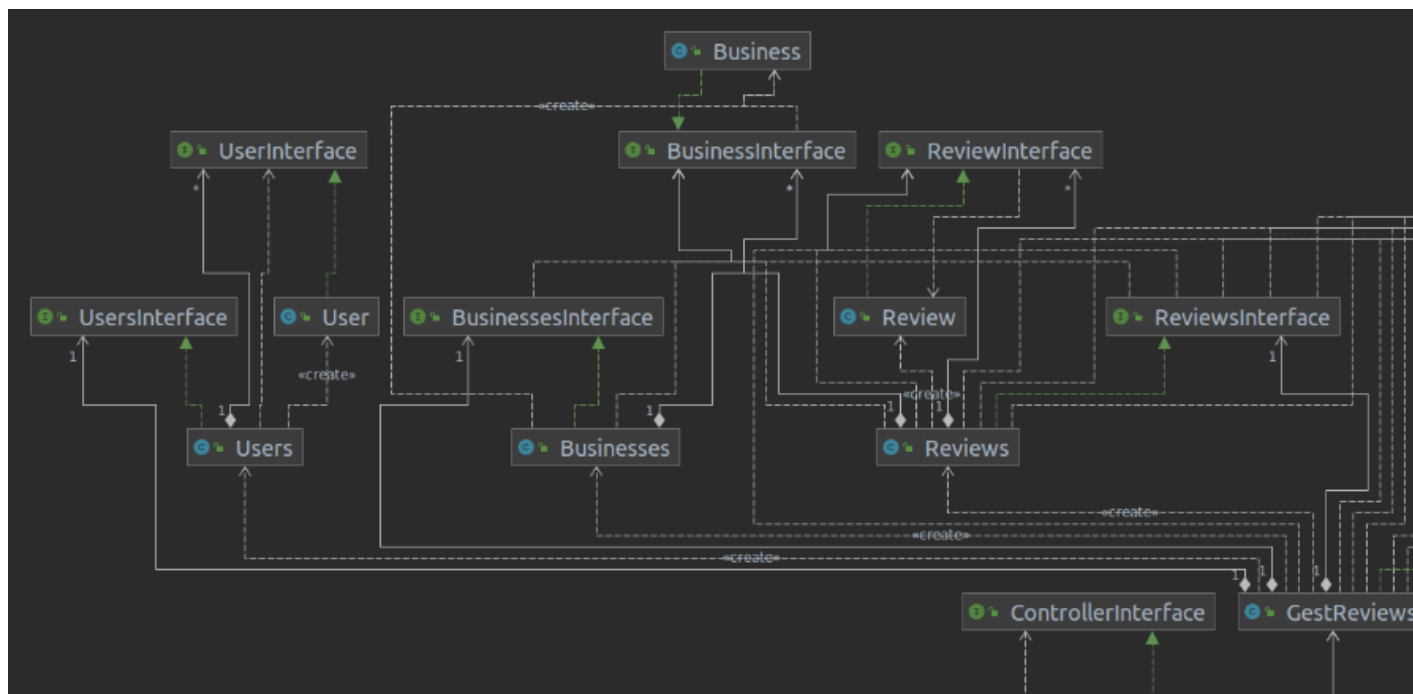 Business
«create»
UserInterface
BusinessInterface
ReviewInterface
*
*
*
UsersInterface
User
BusinessesInterface
Review
ReviewsInterface
1
1
1
«create»
«create»
1
1
1
1
Users
Businesses
Reviews
«create»
«create»
«create»
1
1
1
ControllerInterface
GestReviews